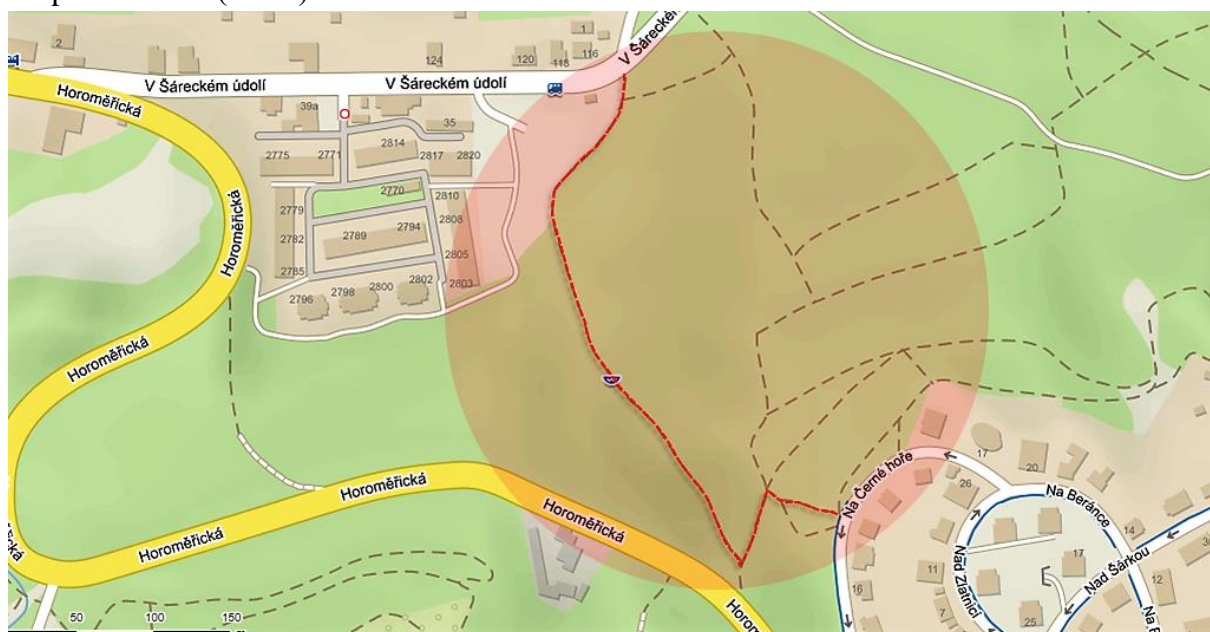 2
124
120
118
1
116
V Šáreckém údolí
V Šáreckém údolí
V Šáreckém
Horoměřická
39a
35
2775
2771
2814
2817
2820
2770
2810
2779
2808
2794
2782
2789
2805
2785
2802
2803
2800
2798
2796
Horoměřická
Horoměřická
Horoměřická
Horoměřická
Horoměřická
Na Černé hoře
17
20
26
Na Beránce
14
Nad Šárkou
17
11
Nad Zlatnicí
16
12
7
25
50
100
150